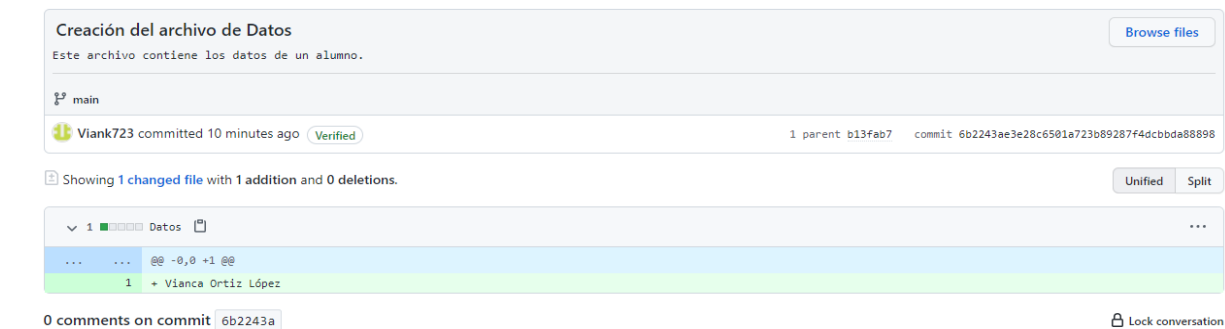 Creación del archivo de Datos
Browse files
Este archivo contiene los datos de un alumno.
main
Viank723 committed 10 minutes ago Verified
1 parent b13fab7 commit 6b2243ae3e28c6501a723b89287f4dcbbda88898
Showing 1 changed file with 1 addition and 0 deletions.
Unified Split
1 Datos ...
... ... @@ -0,0 +1 @@
1 + Vianca Ortiz López
0 comments on commit 6b2243a
Lock conversation